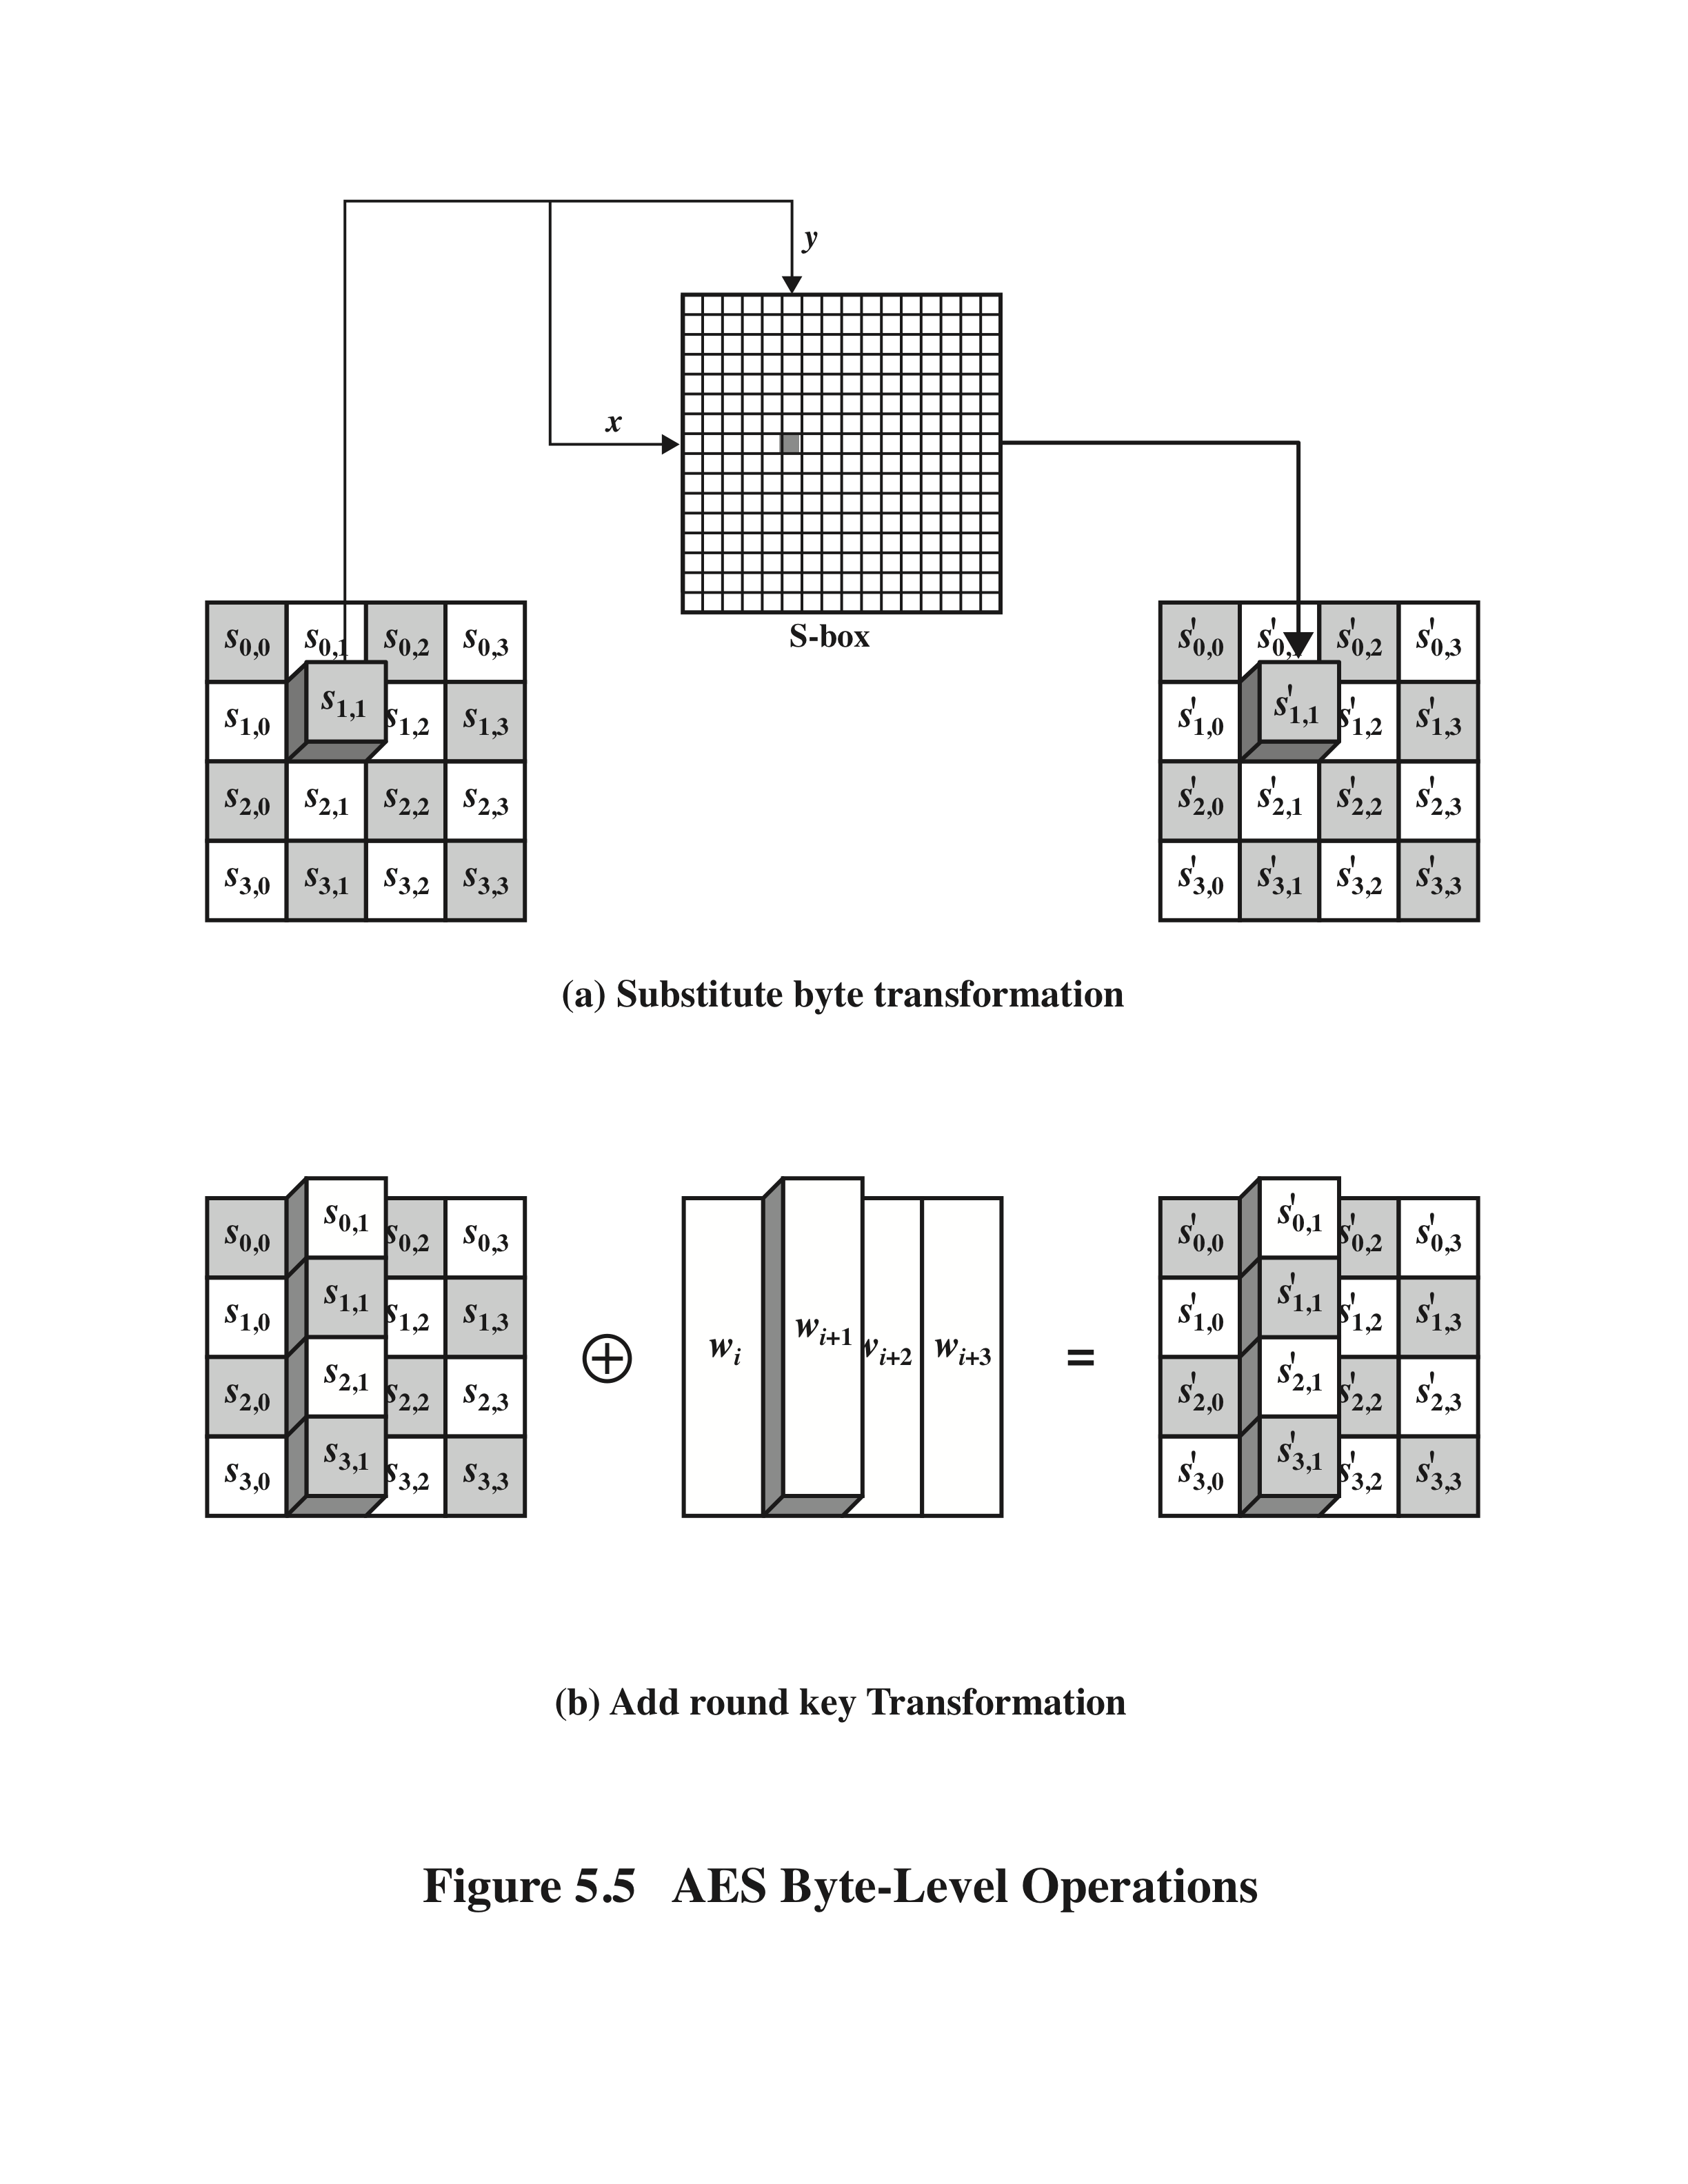 y
x
S-box
s0,0 s0,1 s0,2 s0,3
s1,0 s1,1 s1,2 s1,3
s2,0 s2,1 s2,2 s2,3
s3,0 s3,1 s3,2 s3,3
s'0,0 s'0, s'0,2 s'0,3
s'1,0 s'1,1 s'1,2 s'1,3
s'2,0 s'2,1 s'2,2 s'2,3
s'3,0 s'3,1 s'3,2 s'3,3
(a) Substitute byte transformation
s0,0 s0,1 s0,2 s0,3
s1,0 s1,1 s1,2 s1,3
s2,0 s2,1 s2,2 s2,3
s3,0 s3,1 s3,2 s3,3
⊕
wi wi+1 wi+2 wi+3
=
s'0,0 s'0,1 s'0,2 s'0,3
s'1,0 s'1,1 s'1,2 s'1,3
s'2,0 s'2,1 s'2,2 s'2,3
s'3,0 s'3,1 s'3,2 s'3,3
(b) Add round key Transformation
Figure 5.5 AES Byte-Level Operations